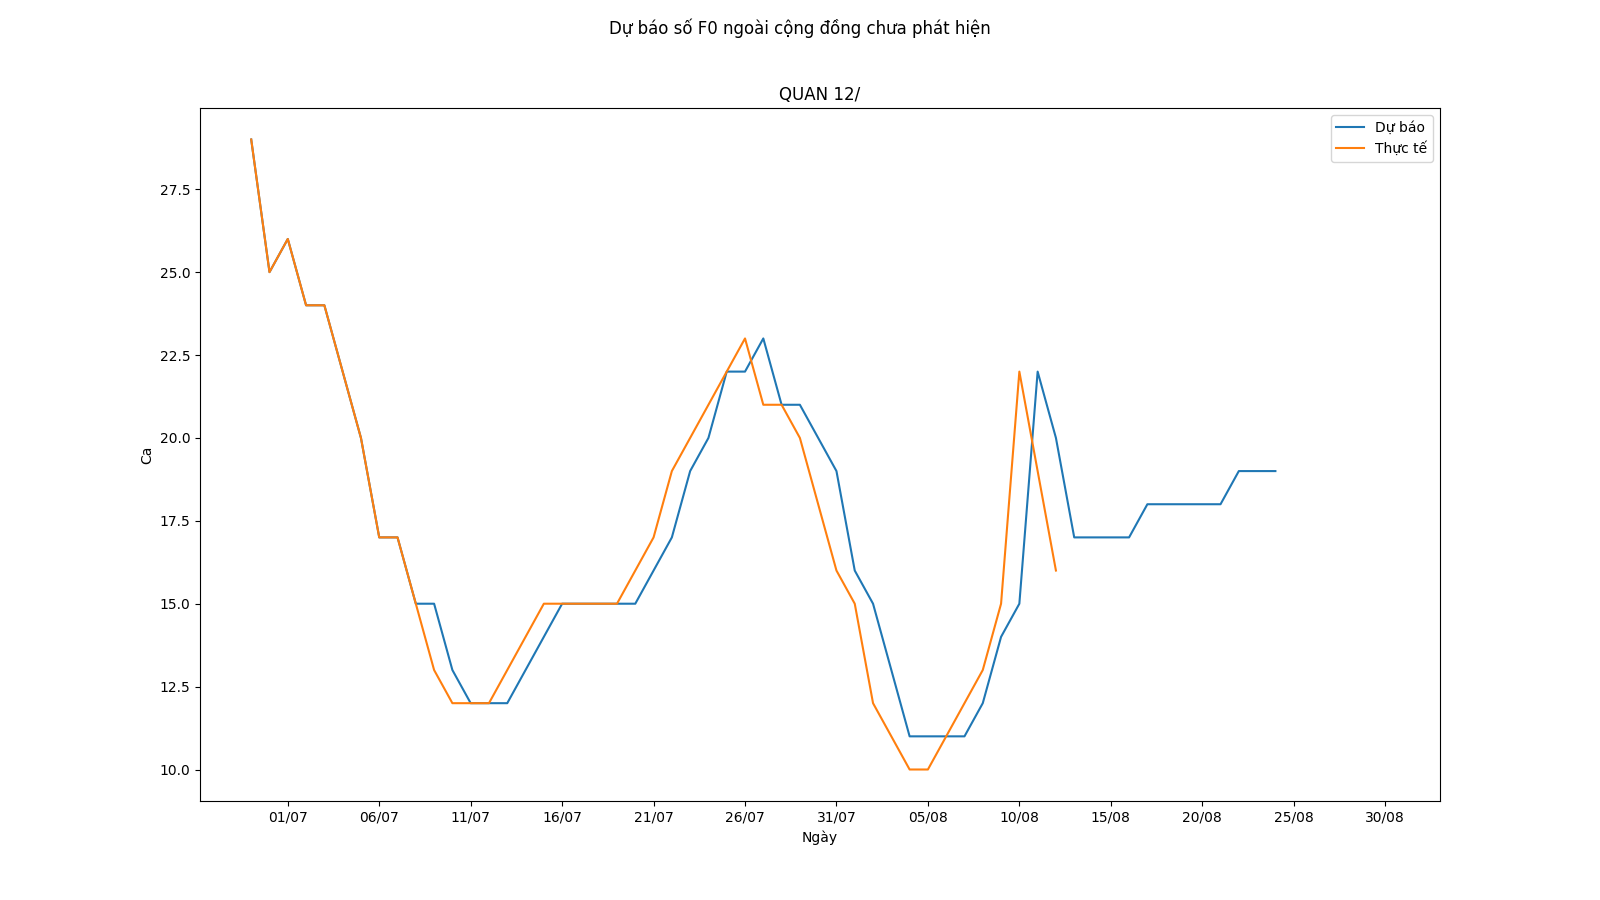 Dự báo số F0 ngoài cộng đồng chưa phát hiện
QUAN 12/
Dự báo
Thực tế
27.5
25.0
22.5
20.0
17.5
15.0
12.5
10.0
Ca
01/07 06/07 11/07 16/07 21/07 26/07 31/07 05/08 10/08 15/08 20/08 25/08 30/08
Ngày